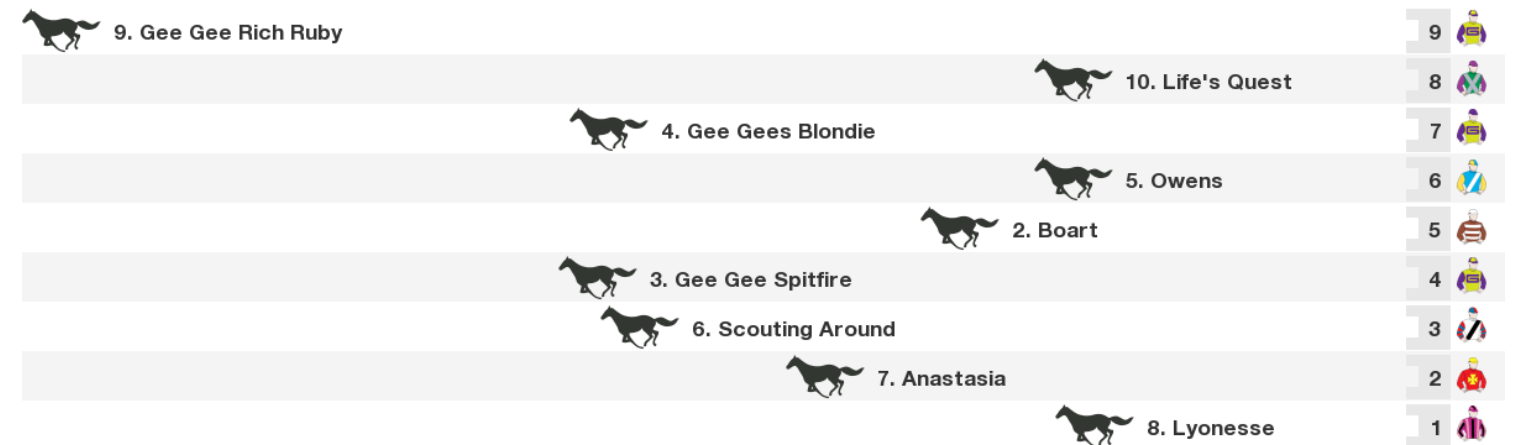 9. Gee Gee Rich Ruby 9
10. Life's Quest 8
4. Gee Gees Blondie 7
5. Owens 6
2. Boart 5
3. Gee Gee Spitfire 4
6. Scouting Around 3
7. Anastasia 2
8. Lyonesse 1